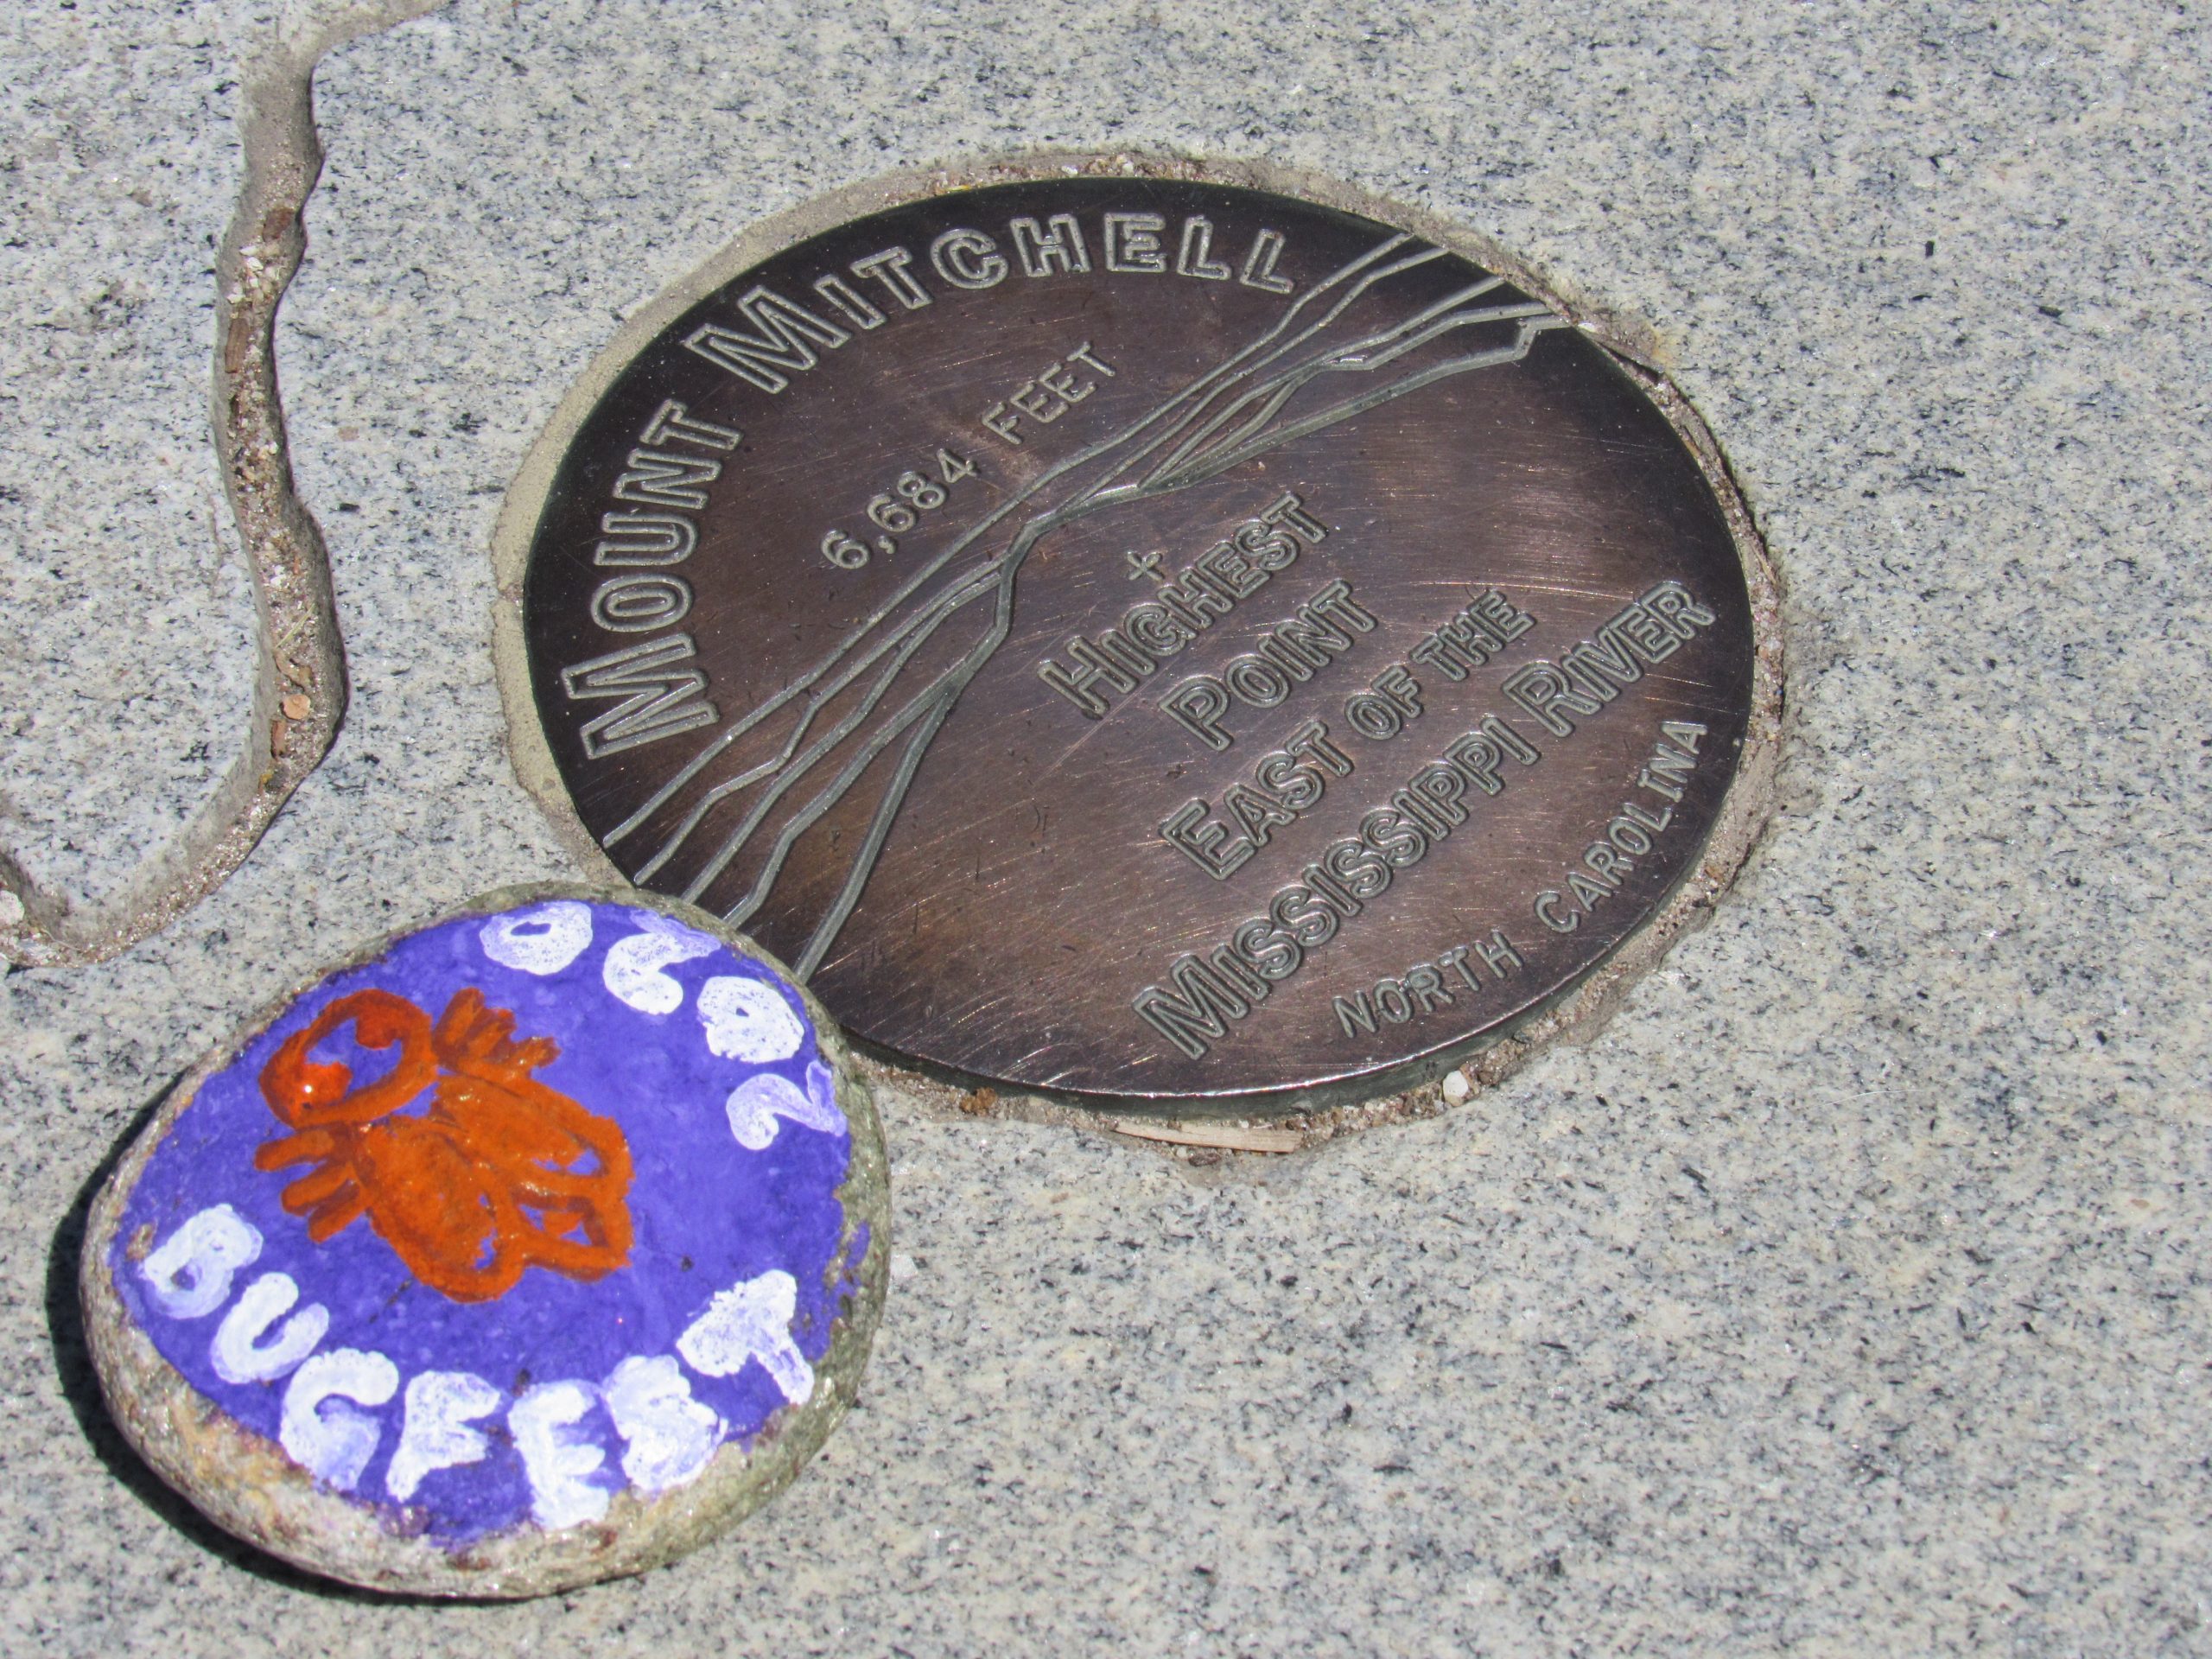 MOUNT MITCHELL
6,684 FEET
HIGHEST
POINT
EAST OF THE
MISSISSIPPI RIVER
NORTH CAROLINA
2020
BUGFEST